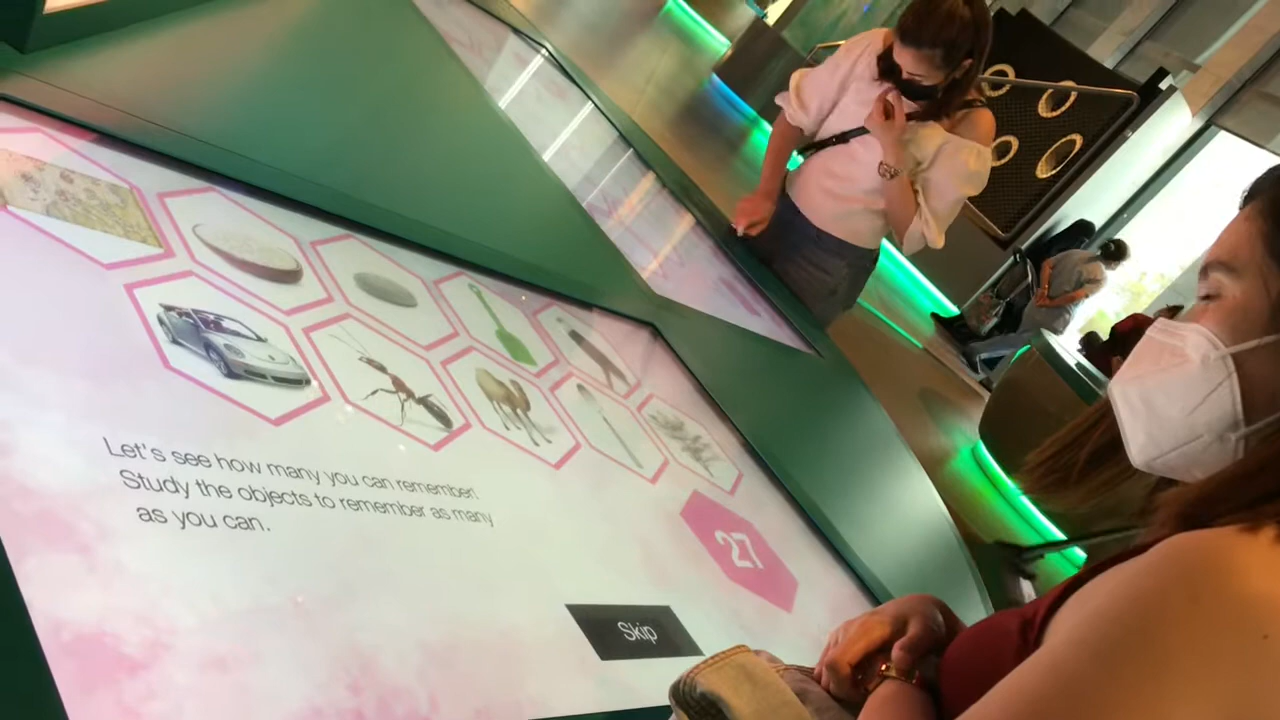 Let's see how many you can remember!
Study the objects to remember as many
as you can.
27
Skip